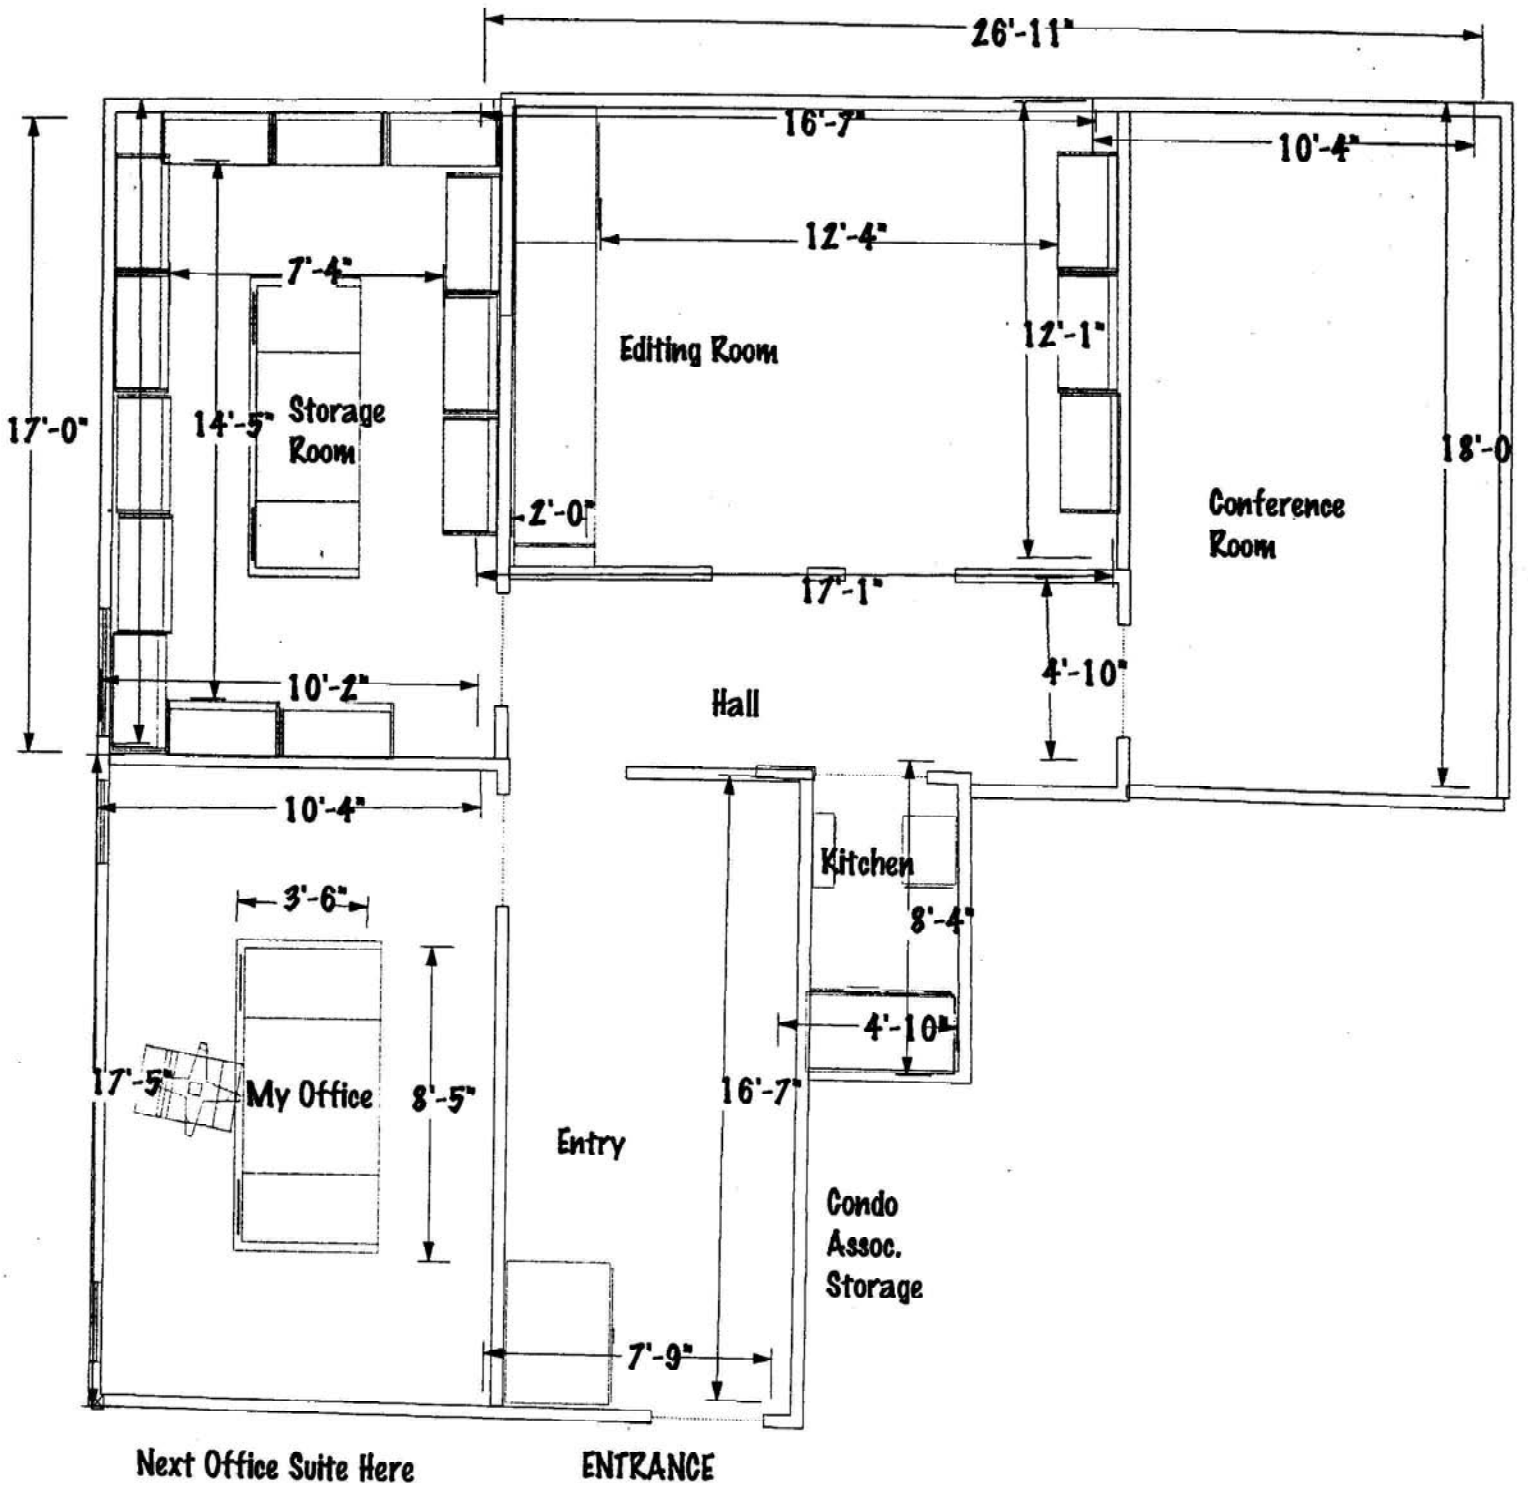 26'-11"
16'-7"
10'-4"
12'-4"
7'-4"
12'-1"
Editing Room
17'-0"
14'-5"
Storage
Room
18'-0
Conference
Room
2'-0"
17'-1"
4'-10"
10'-2"
Hall
10'-4"
Kitchen
3'-6"
8'-4"
4'-10"
17'-5"
My Office
8'-5"
16'-7"
Entry
Condo
Assoc.
Storage
7'-9"
Next Office Suite Here
ENTRANCE